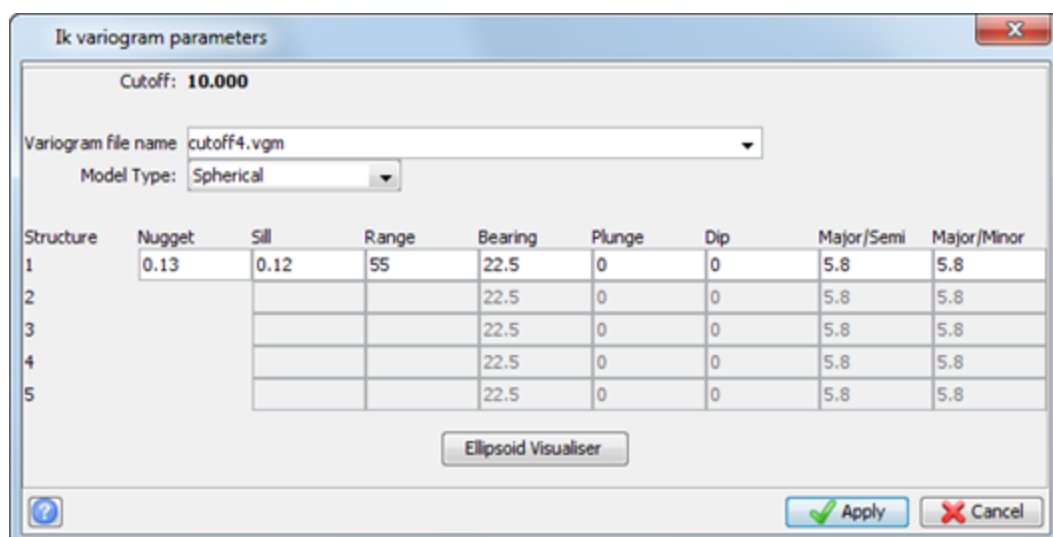 Ik variogram parameters
Cutoff: 10.000
Variogram file name cutoff4.vgm
Model Type: Spherical
Structure Nugget Sill Range Bearing Plunge Dip Major/Semi Major/Minor
1 0.13 0.12 55 22.5 0 0 5.8 5.8
2 22.5 0 0 5.8 5.8
3 22.5 0 0 5.8 5.8
4 22.5 0 0 5.8 5.8
5 22.5 0 0 5.8 5.8
Ellipsoid Visualiser
? Apply Cancel